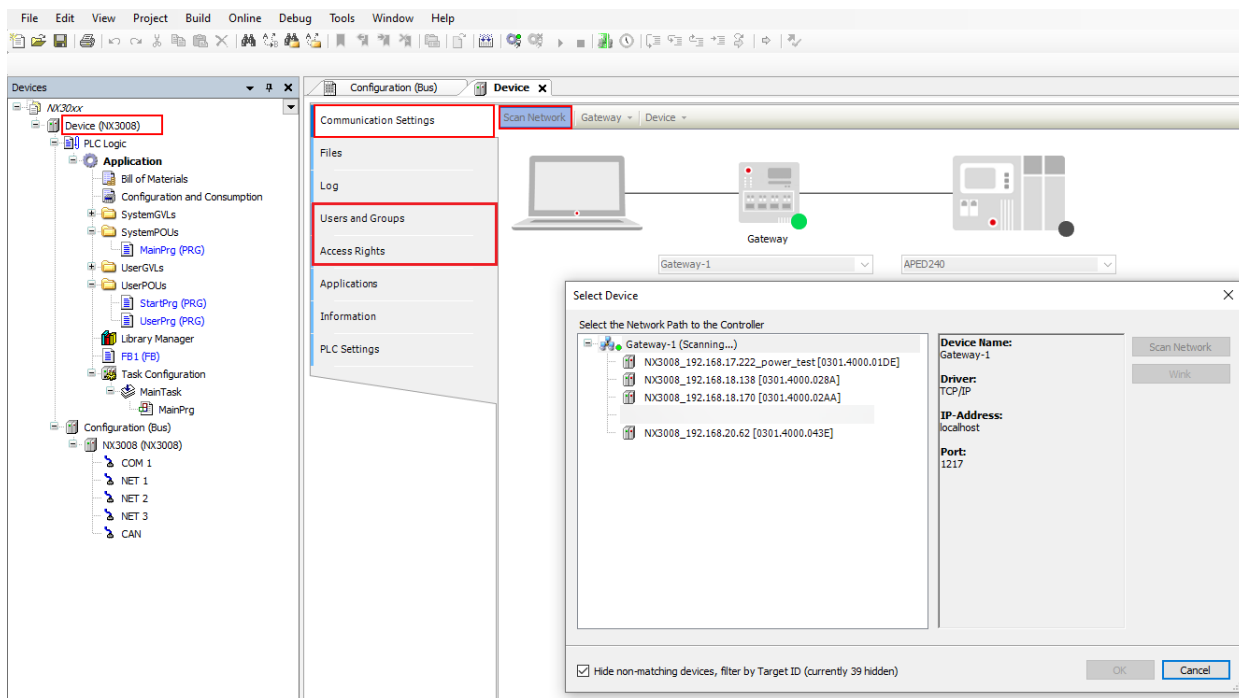 File Edit View Project Build Online Debug Tools Window Help
Devices
NX30xx
Device (NX3008)
PLC Logic
Application
Bill of Materials
Configuration and Consumption
SystemGVLs
SystemPOUs
MainPrg (PRG)
UserGVLs
UserPOUs
StartPrg (PRG)
UserPrg (PRG)
Library Manager
FB1 (FB)
Task Configuration
MainTask
MainPrg
Configuration (Bus)
NX3008 (NX3008)
COM 1
NET 1
NET 2
NET 3
CAN
Configuration (Bus) Device
Communication Settings
Files
Log
Users and Groups
Access Rights
Applications
Information
PLC Settings
Scan Network Gateway Device
Gateway
Gateway-1 APED240
Select Device
Select the Network Path to the Controller
Gateway-1 (Scanning...)
NX3008_192.168.17.222_power_test [0301.4000.01DE]
NX3008_192.168.18.138 [0301.4000.028A]
NX3008_192.168.18.170 [0301.4000.02AA]
NX3008_192.168.20.62 [0301.4000.043E]
Device Name:
Gateway-1
Driver:
TCP/IP
IP-Address:
localhost
Port:
1217
Scan Network
Wink
Hide non-matching devices, filter by Target ID (currently 39 hidden)
OK Cancel